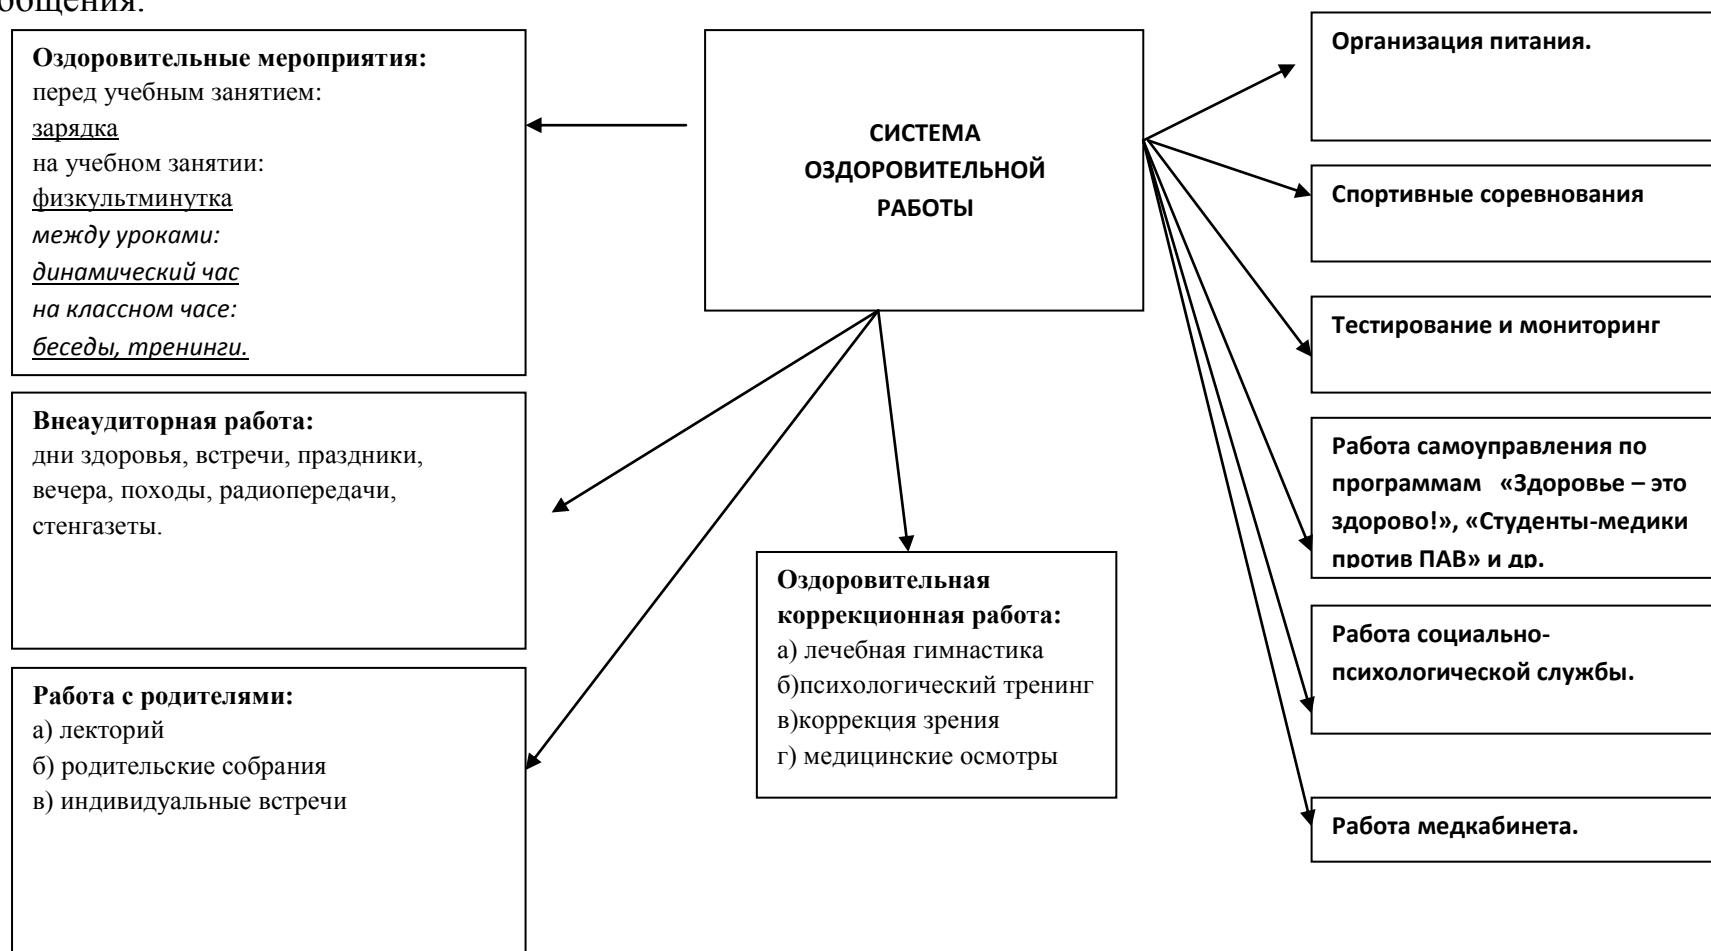 общения.
Оздоровительные мероприятия:
перед учебным занятием:
зарядка
на учебном занятии:
физкультминутка
между уроками:
динамический час
на классном часе:
беседы, тренинги.
Внеаудиторная работа:
дни здоровья, встречи, праздники,
вечера, походы, радиопередачи,
стенгазеты.
Работа с родителями:
а) лекторий
б) родительские собрания
в) индивидуальные встречи
СИСТЕМА
ОЗДОРОВИТЕЛЬНОЙ
РАБОТЫ
Оздоровительная
коррекционная работа:
а) лечебная гимнастика
б)психологический тренинг
в)коррекция зрения
г) медицинские осмотры
Организация питания.
Спортивные соревнования
Тестирование и мониторинг
Работа самоуправления по
программам «Здоровье – это
здорово!», «Студенты-медики
против ПАВ» и др.
Работа социально-
психологической службы.
Работа медкабинета.